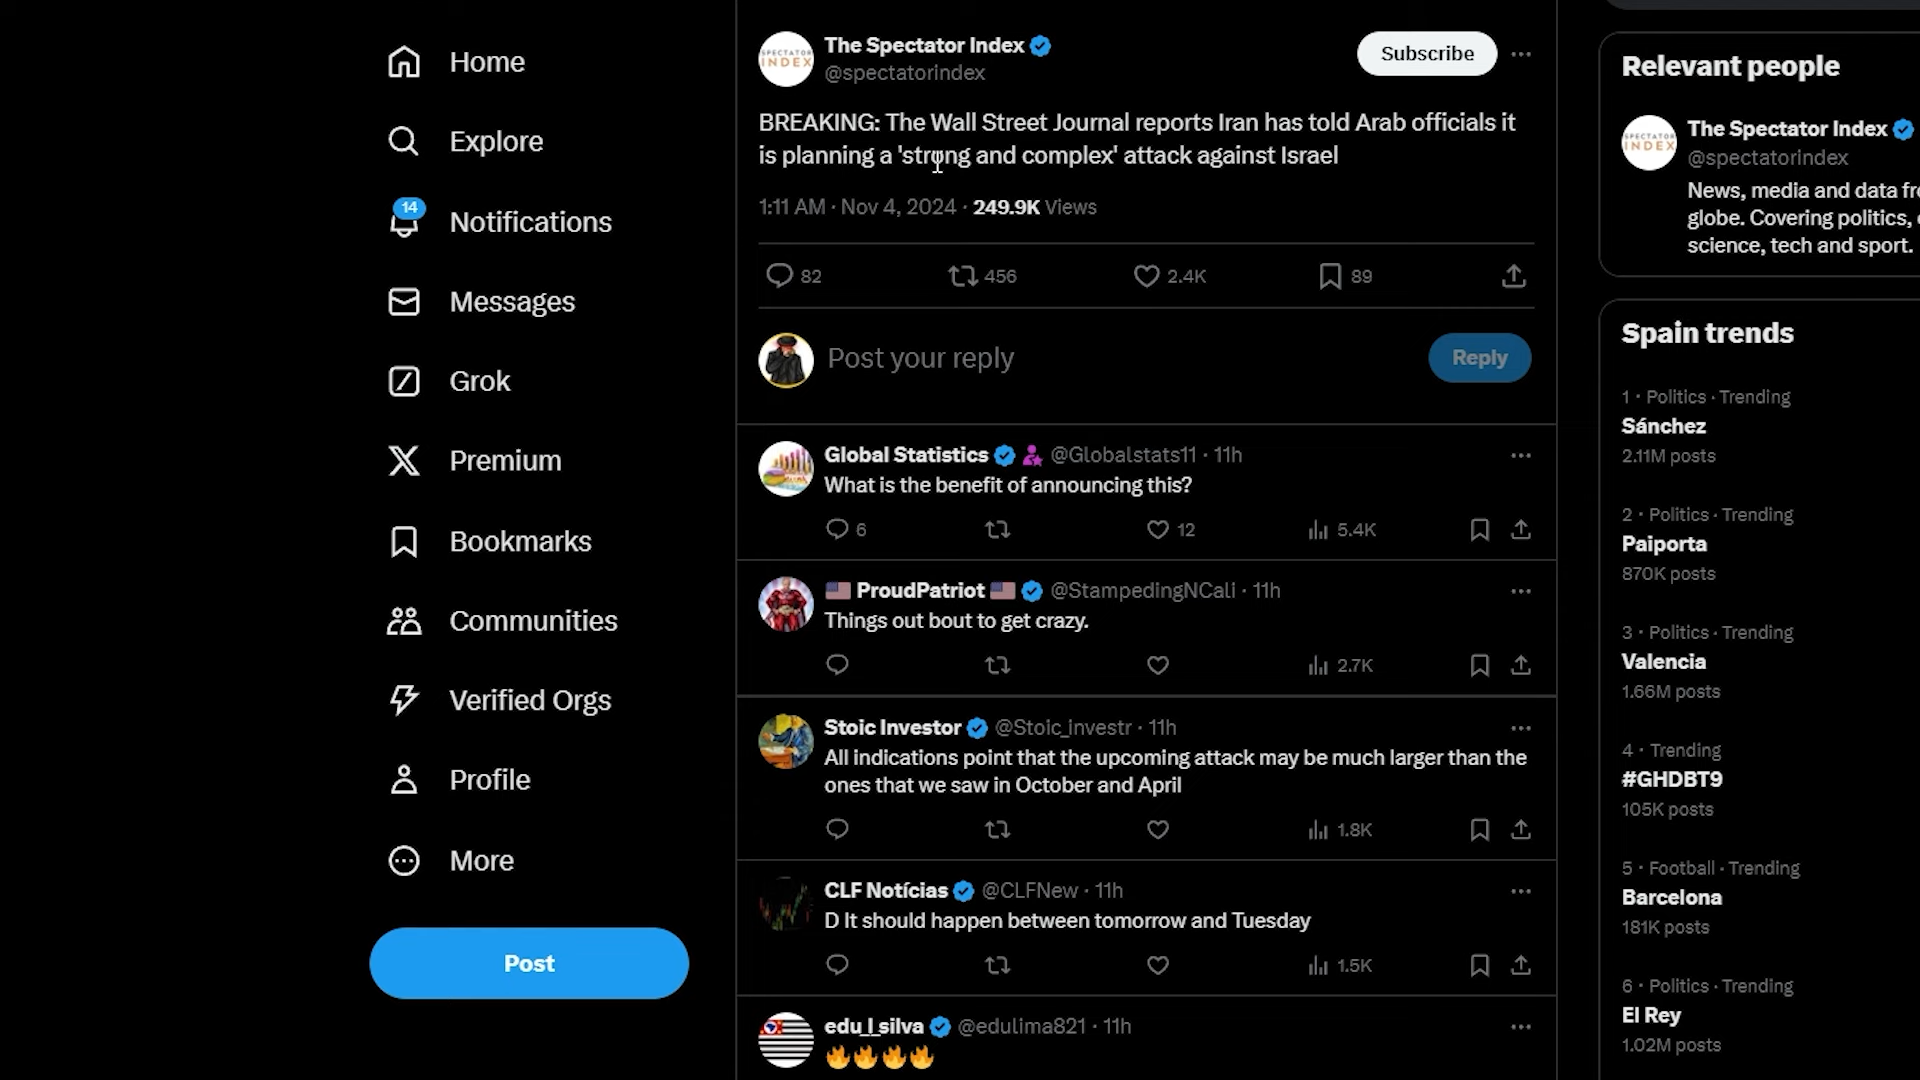 Home
Explore
14
Notifications
Messages
Grok
Premium
Bookmarks
Communities
Verified Orgs
Profile
More
Post
SPECTATOR
INDEX
The Spectator Index
@spectatorindex
Subscribe
BREAKING: The Wall Street Journal reports Iran has told Arab officials it
is planning a 'strong and complex' attack against Israel
1:11 AM · Nov 4, 2024 · 249.9K Views
82 456 2.4K 89
Post your reply
Reply
Global Statistics @Globalstats11 · 11h
What is the benefit of announcing this?
6 12 5.4K
ProudPatriot @StampedingNCali · 11h
Things out bout to get crazy.
2.7K
Stoic Investor @Stoic_investr · 11h
All indications point that the upcoming attack may be much larger than the
ones that we saw in October and April
1.8K
CLF Notícias @CLFNew · 11h
D It should happen between tomorrow and Tuesday
1.5K
edu_l_silva @edulima821 · 11h
🔥🔥🔥🔥
Relevant people
SPECTATOR
INDEX
The Spectator Index
@spectatorindex
News, media and data
globe. Covering politics,
science, tech and sport.
Spain trends
1 · Politics · Trending
Sánchez
2.11M posts
2 · Politics · Trending
Paiporta
870K posts
3 · Politics · Trending
Valencia
1.66M posts
4 · Trending
#GHDBT9
105K posts
5 · Football · Trending
Barcelona
181K posts
6 · Politics · Trending
El Rey
1.02M posts